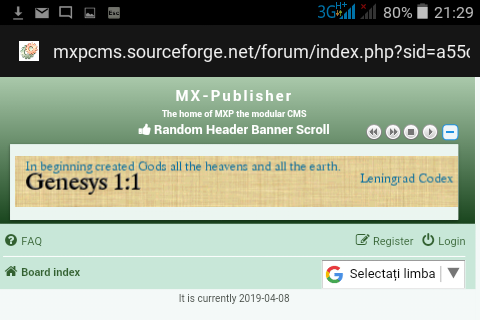 Esc 3G H+ 80% 21:29
mxpcms.sourceforge.net/forum/index.php?sid=a55c
MX-Publisher
The home of MXP the modular CMS
Random Header Banner Scroll
In beginning created Gods all the heavens and all the earth.
Genesys 1:1
Leningrad Codex
FAQ Register Login
Board index
G Selectați limba
It is currently 2019-04-08